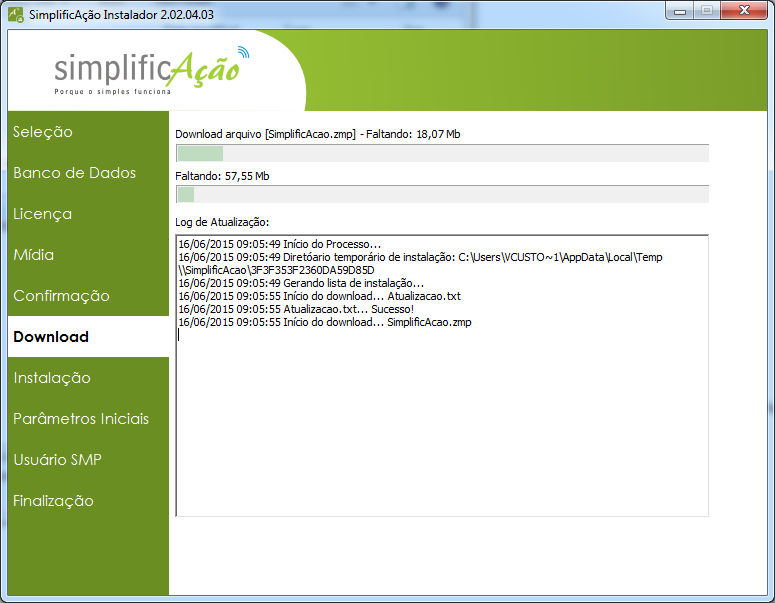 SimplificAção Instalador 2.02.04.03
simplificAção
Porque o simples funciona
Seleção
Banco de Dados
Licença
Mídia
Confirmação
Download
Instalação
Parâmetros Iniciais
Usuário SMP
Finalização
Download arquivo [SimplificAcao.zmp] - Faltando: 18,07 Mb
Faltando: 57,55 Mb
Log de Atualização:
16/06/2015 09:05:49 Início do Processo...
16/06/2015 09:05:49 Diretóario temporário de instalação: C:\Users\VCUSTO~1\AppData\Local\Temp
\\SimplificAcao\3F3F353F2360DA59D85D
16/06/2015 09:05:49 Gerando lista de instalação...
16/06/2015 09:05:55 Início do download... Atualizacao.txt
16/06/2015 09:05:55 Atualizacao.txt... Sucesso!
16/06/2015 09:05:55 Início do download... SimplificAcao.zmp